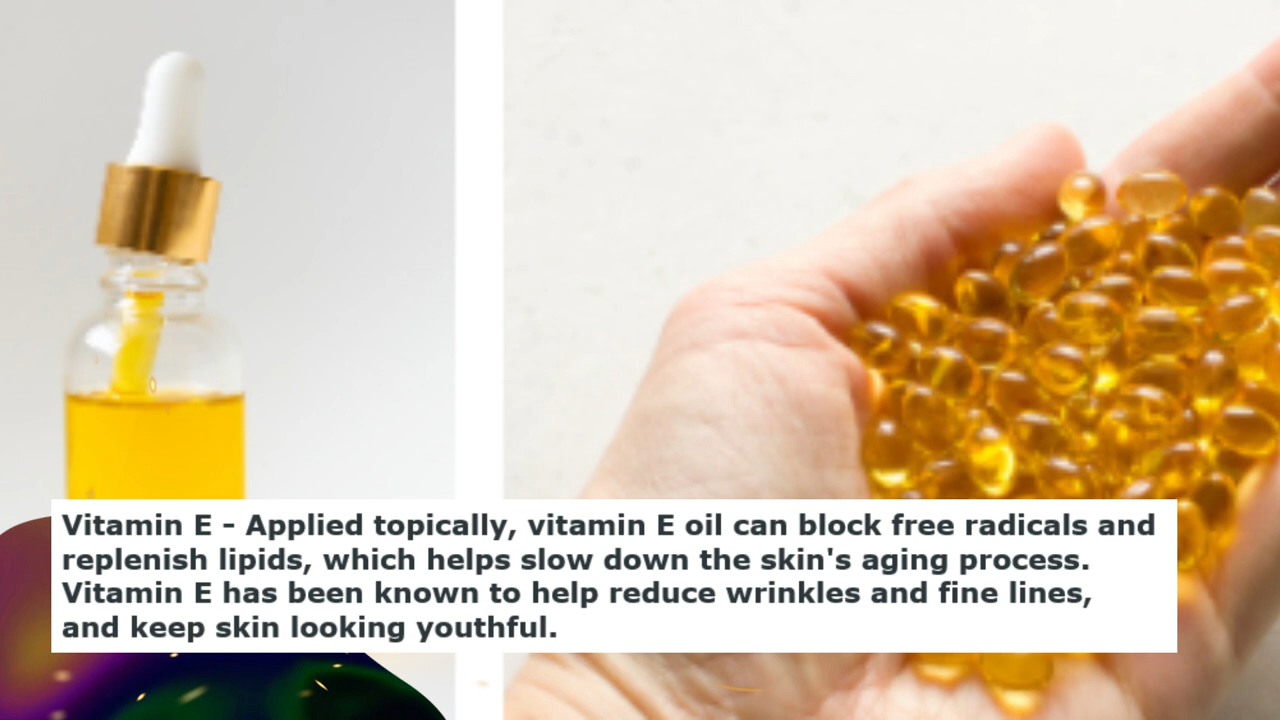 Vitamin E - Applied topically, vitamin E oil can block free radicals and
replenish lipids, which helps slow down the skin's aging process.
Vitamin E has been known to help reduce wrinkles and fine lines,
and keep skin looking youthful.